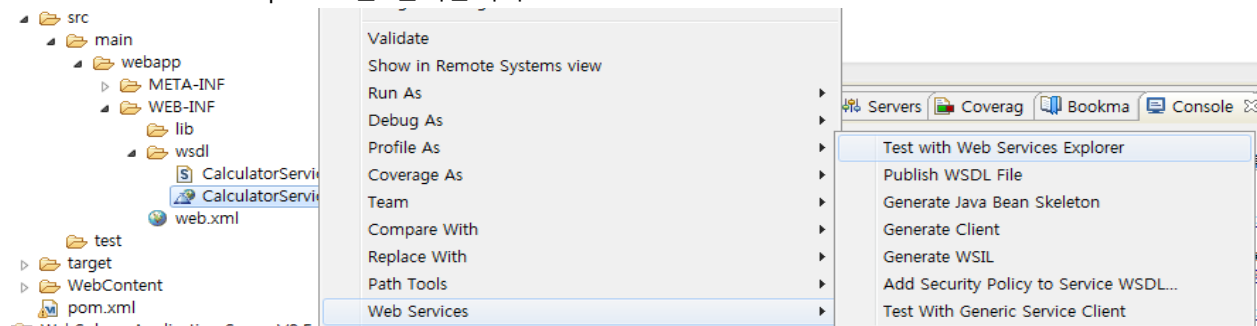 src
main
webapp
META-INF
WEB-INF
lib
wsdl
CalculatorServi
CalculatorServi
web.xml
test
target
WebContent
pom.xml
Validate
Show in Remote Systems view
Run As
Debug As
Profile As
Coverage As
Team
Compare With
Replace With
Path Tools
Web Services
Servers Coverag Bookma Console
Test with Web Services Explorer
Publish WSDL File
Generate Java Bean Skeleton
Generate Client
Generate WSIL
Add Security Policy to Service WSDL...
Test With Generic Service Client